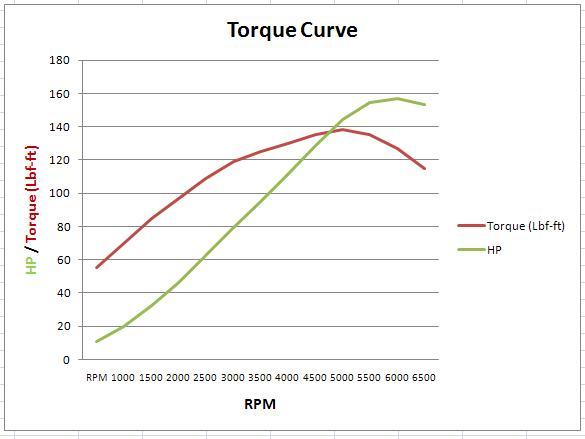 Torque Curve
180
160
140
120
100
80
60
40
20
0
HP / Torque (Lbf-ft)
RPM 1000 1500 2000 2500 3000 3500 4000 4500 5000 5500 6000 6500
RPM
Torque (Lbf-ft)
HP